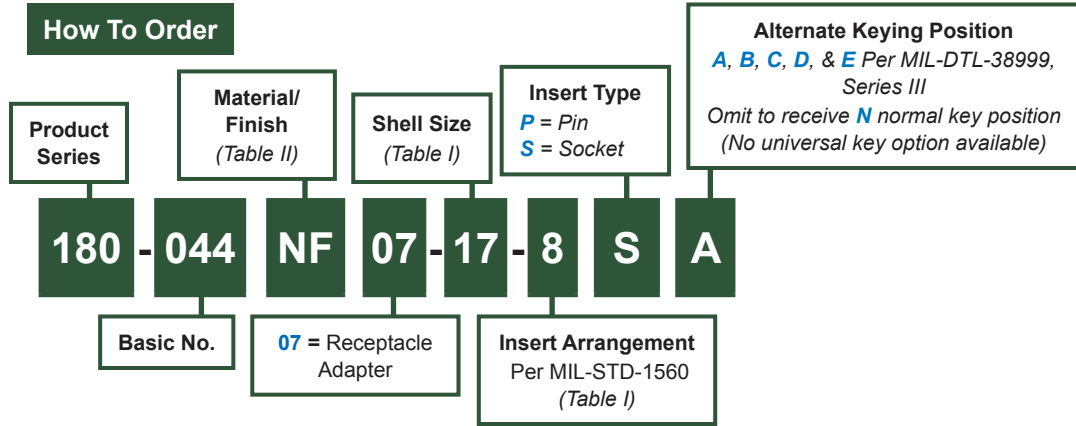 How To Order
Product
Series
Material/
Finish
(Table II)
Shell Size
(Table I)
Insert Type
P = Pin
S = Socket
Alternate Keying Position
A, B, C, D, & E Per MIL-DTL-38999,
Series III
Omit to receive N normal key position
(No universal key option available)
180 - 044 NF 07 - 17 - 8 S A
Basic No.
07 = Receptacle
Adapter
Insert Arrangement
Per MIL-STD-1560
(Table I)